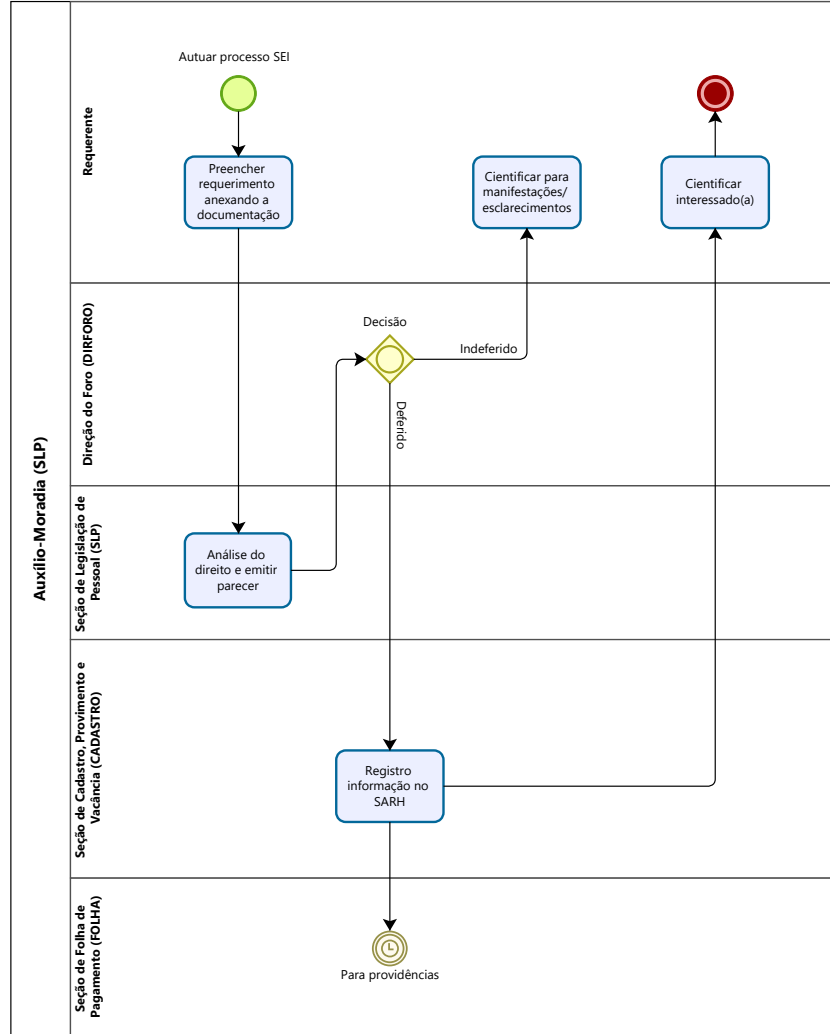 Auxílio-Moradia (SLP)
Requerente
Autuar processo SEI
Preencher
requerimento
anexando a
documentação
Cientificar para
manifestações/
esclarecimentos
Cientificar
interessado(a)
Direção do Foro (DIRFORO)
Decisão
Indeferido
Deferido
Seção de Legislação de
Pessoal (SLP)
Análise do
direito e emitir
parecer
Seção de Cadastro, Provimento e
Vacância (CADASTRO)
Registro
informação no
SARH
Seção de Folha de
Pagamento (FOLHA)
Para providências